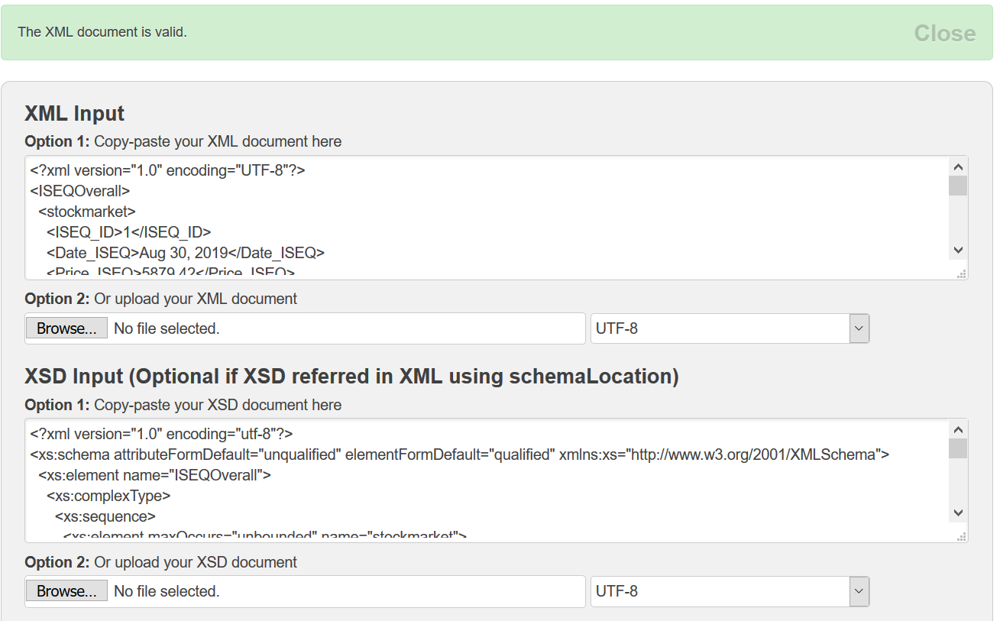 The XML document is valid.
Close
XML Input
Option 1: Copy-paste your XML document here
<?xml version="1.0" encoding="UTF-8"?>
<ISEQOverall>
<stockmarket>
<ISEQ_ID>1</ISEQ_ID>
<Date_ISEQ>Aug 30, 2019</Date_ISEQ>
<Price_ISEQ>5879.42</Price_ISEQ>
Option 2: Or upload your XML document
Browse... No file selected. UTF-8
XSD Input (Optional if XSD referred in XML using schemaLocation)
Option 1: Copy-paste your XSD document here
<?xml version="1.0" encoding="utf-8"?>
<xs:schema attributeFormDefault="unqualified" elementFormDefault="qualified" xmlns:xs="http://www.w3.org/2001/XMLSchema">
<xs:element name="ISEQOverall">
<xs:complexType>
<xs:sequence>
<xs:element maxOccurs="unbounded" name="stockmarket">
Option 2: Or upload your XSD document
Browse... No file selected. UTF-8